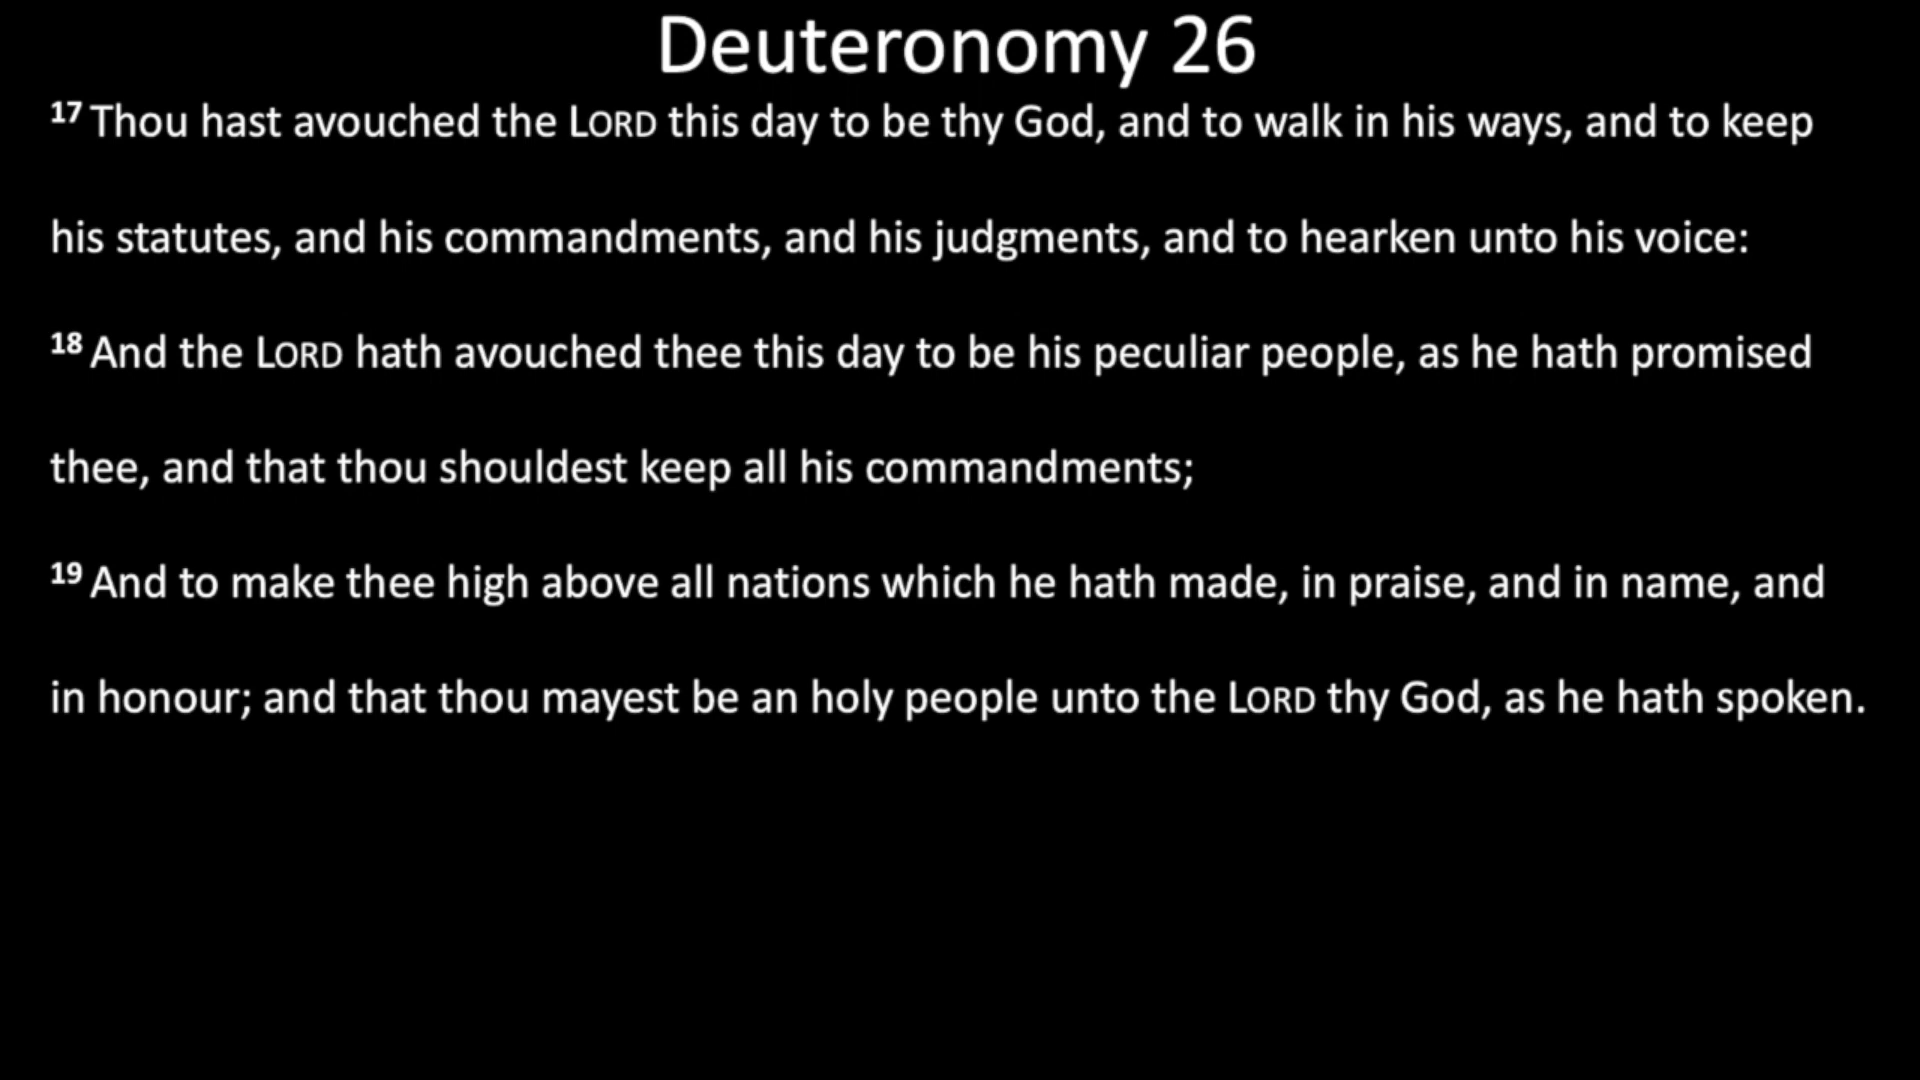 Deuteronomy 26
17 Thou hast avouched the LORD this day to be thy God, and to walk in his ways, and to keep
his statutes, and his commandments, and his judgments, and to hearken unto his voice:
18 And the LORD hath avouched thee this day to be his peculiar people, as he hath promised
thee, and that thou shouldest keep all his commandments;
19 And to make thee high above all nations which he hath made, in praise, and in name, and
in honour; and that thou mayest be an holy people unto the LORD thy God, as he hath spoken.